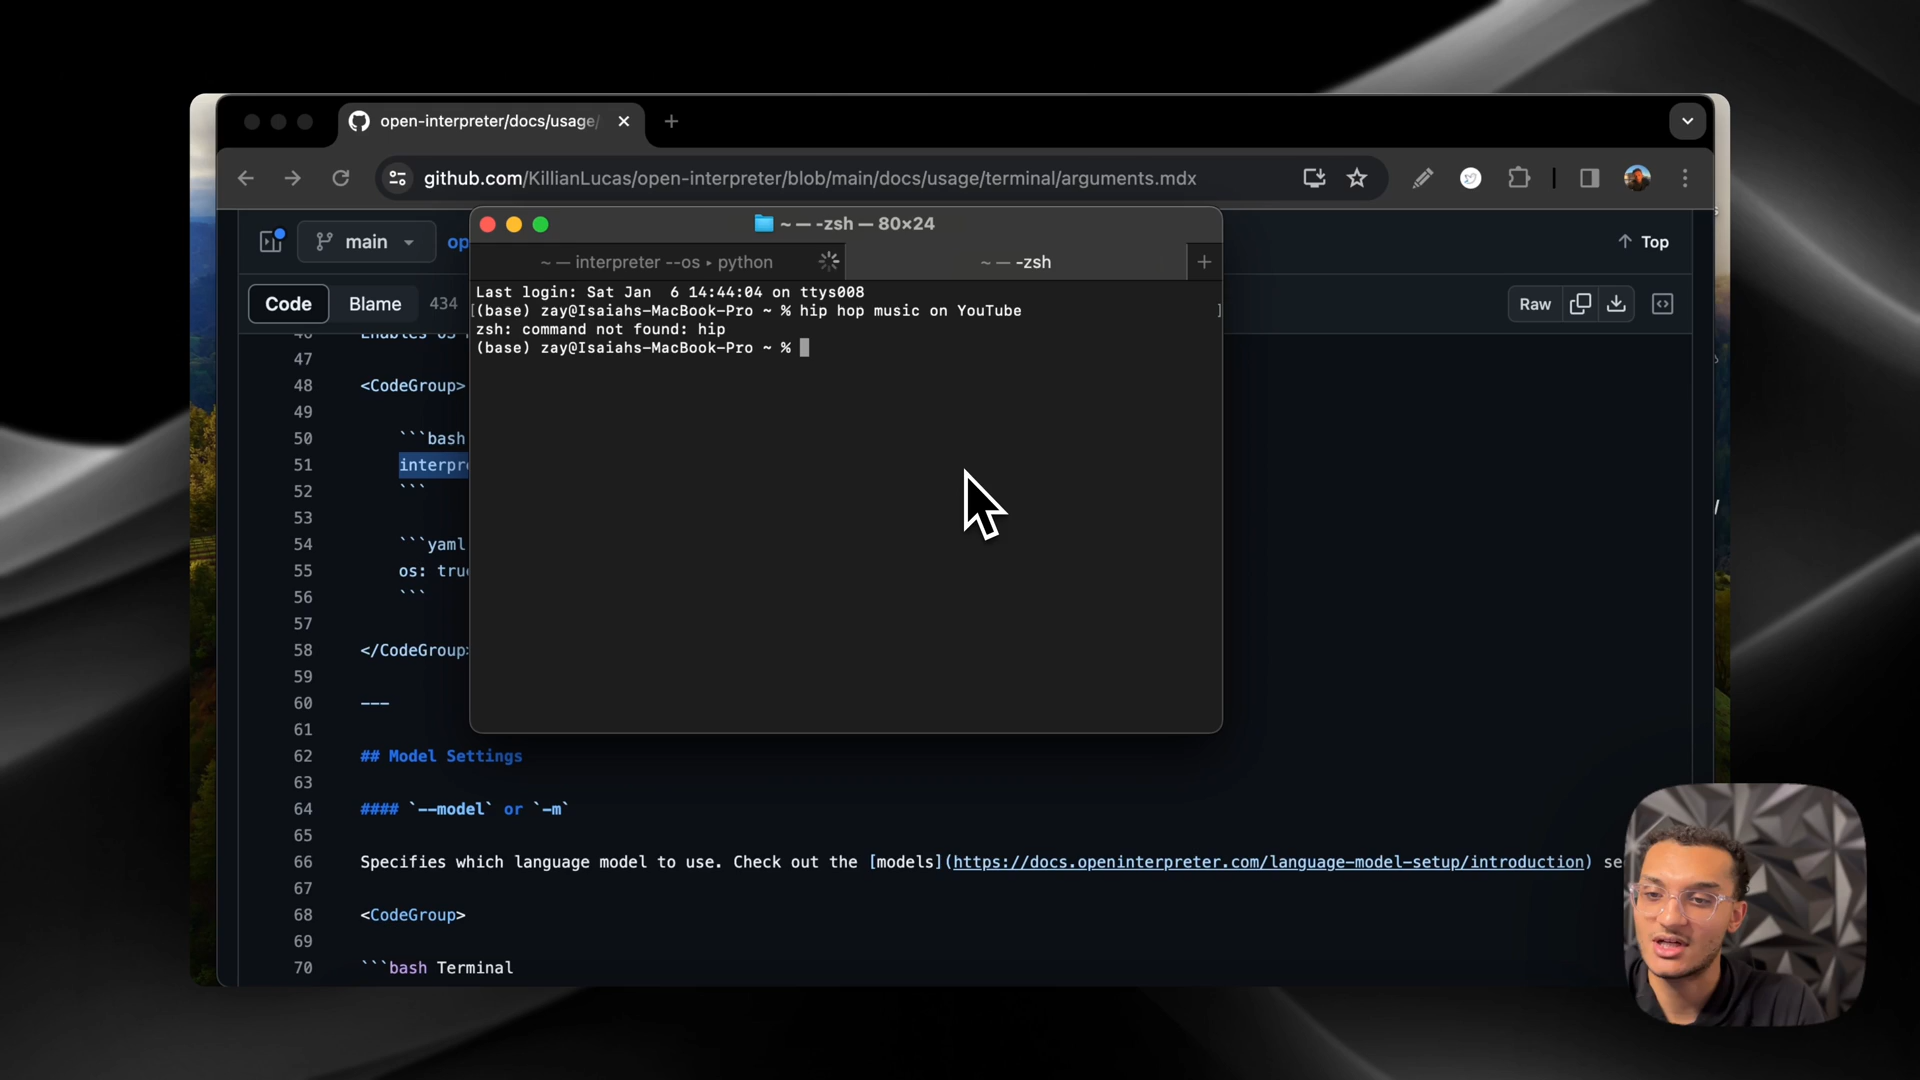 open-interpreter/docs/usage/
github.com/KillianLucas/open-interpreter/blob/main/docs/usage/terminal/arguments.mdx
~ — -zsh — 80×24
main
op
Top
~ — interpreter --os ▸ python
~ — -zsh
Code
Blame
434
Raw
Last login: Sat Jan  6 14:44:04 on ttys008
[(base) zay@Isaiahs-MacBook-Pro ~ % hip hop music on YouTube ]
zsh: command not found: hip
(base) zay@Isaiahs-MacBook-Pro ~ %
47
48 <CodeGroup>
49
50 ```bash
51 interpre
52 ```
53
54 ```yaml
55 os: true
56 ```
57
58 </CodeGroup>
59
60 ---
61
62 ## Model Settings
63
64 #### `--model` or `-m`
65
66 Specifies which language model to use. Check out the [models](https://docs.openinterpreter.com/language-model-setup/introduction) se
67
68 <CodeGroup>
69
70 ```bash Terminal